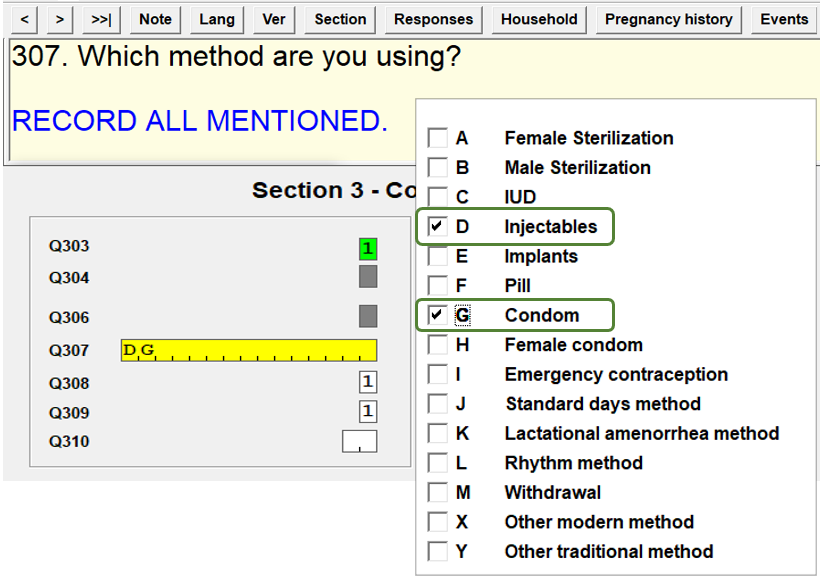 < > >>| Note Lang Ver Section Responses Household Pregnancy history Events
307. Which method are you using?
RECORD ALL MENTIONED.
Section 3 - Co
Q303 1
Q304
Q306
Q307 D G
Q308 1
Q309 1
Q310
A Female Sterilization
B Male Sterilization
C IUD
D Injectables
E Implants
F Pill
G Condom
H Female condom
I Emergency contraception
J Standard days method
K Lactational amenorrhea method
L Rhythm method
M Withdrawal
X Other modern method
Y Other traditional method